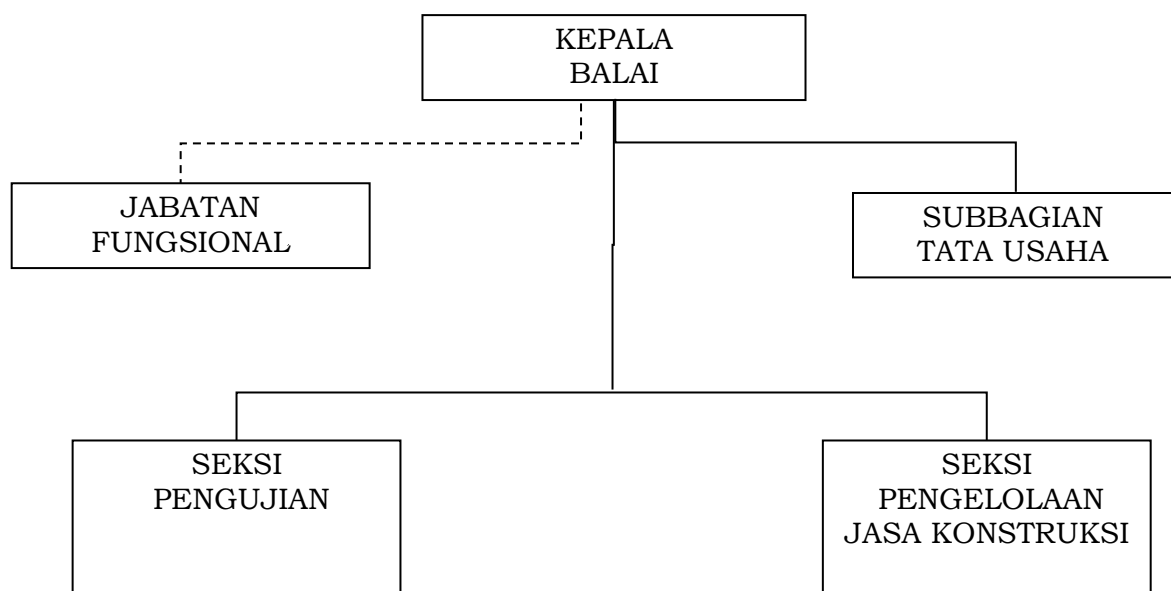 KEPALA
BALAI
JABATAN
FUNGSIONAL
SUBBAGIAN
TATA USAHA
SEKSI
PENGUJIAN
SEKSI
PENGELOLAAN
JASA KONSTRUKSI